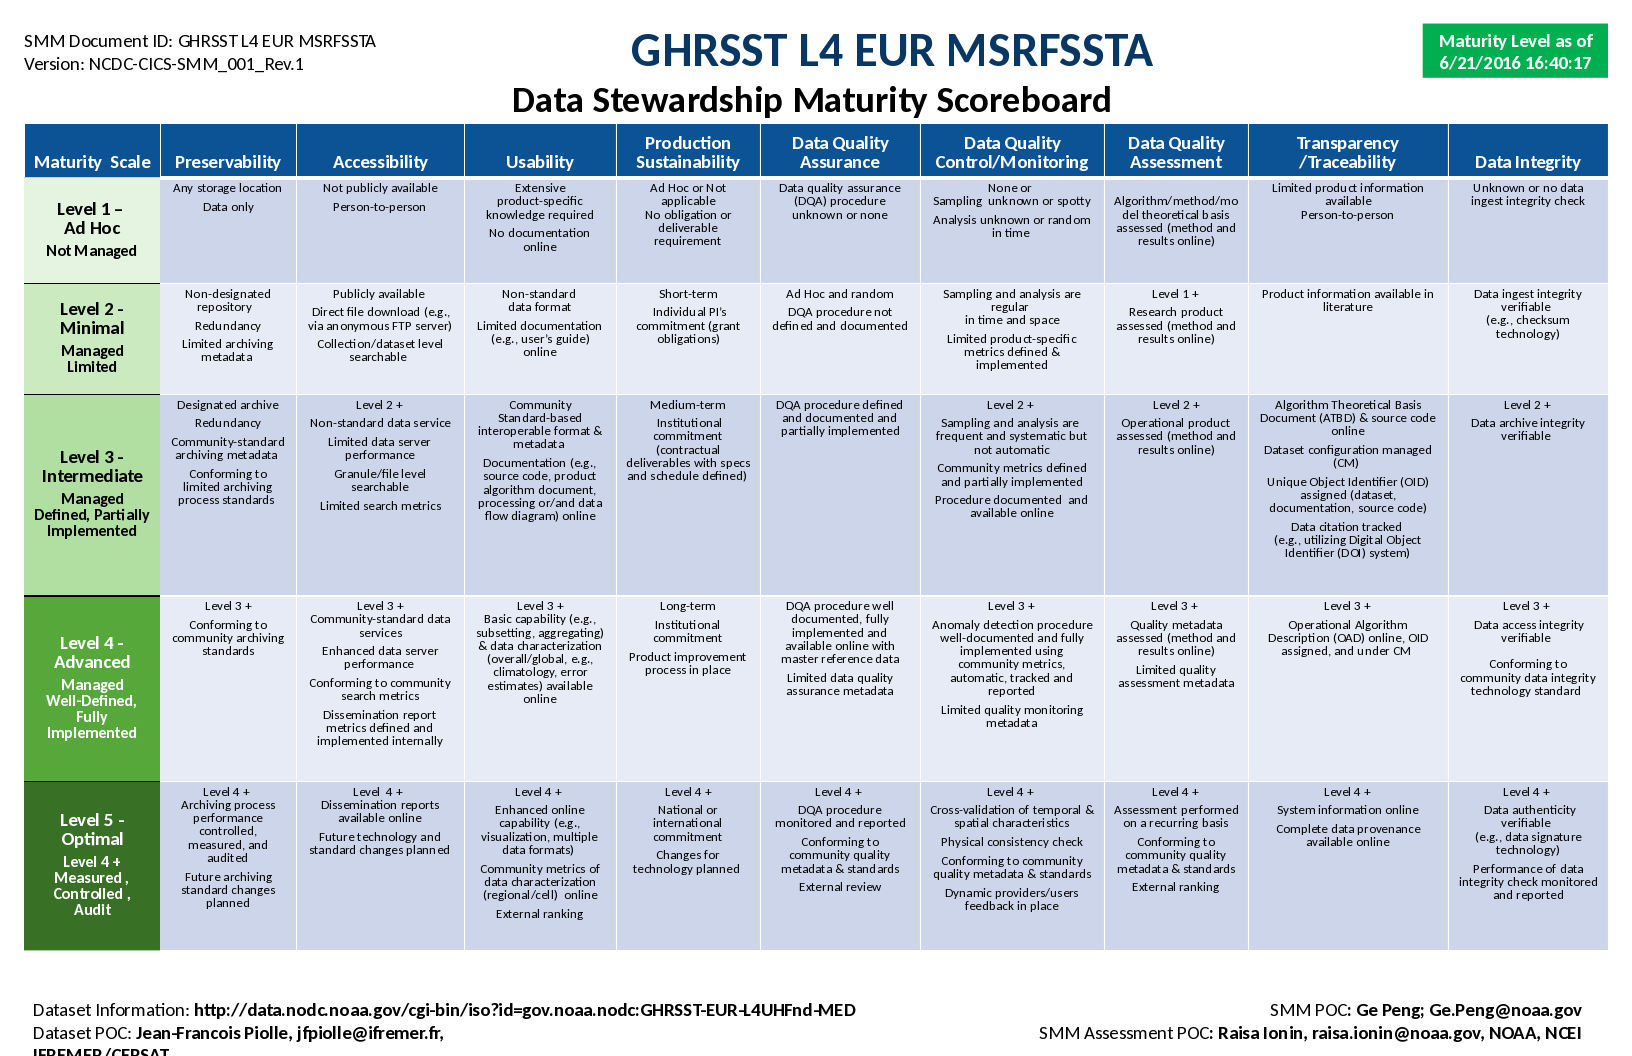 SMM Document ID: GHRSST L4 EUR MSRFSSTA
Version: NCDC-CICS-SMM_001_Rev.1
GHRSST L4 EUR MSRFSSTA
Maturity Level as of
6/21/2016 16:40:17
Data Stewardship Maturity Scoreboard
Maturity Scale
Preservability
Accessibility
Usability
Production
Sustainability
Data Quality
Assurance
Data Quality
Control/Monitoring
Data Quality
Assessment
Transparency
/Traceability
Data Integrity
Level 1 –
Ad Hoc
Not Managed
Any storage location
Data only
Not publicly available
Person-to-person
Extensive
product-specific
knowledge required
No documentation
online
Ad Hoc or Not
applicable
No obligation or
deliverable
requirement
Data quality assurance
(DQA) procedure
unknown or none
None or
Sampling unknown or spotty
Analysis unknown or random
in time
Algorithm/method/mo
del theoretical basis
assessed (method and
results online)
Limited product information
available
Person-to-person
Unknown or no data
ingest integrity check
Level 2 -
Minimal
Managed
Limited
Non-designated
repository
Redundancy
Limited archiving
metadata
Publicly available
Direct file download (e.g.,
via anonymous FTP server)
Collection/dataset level
searchable
Non-standard
data format
Limited documentation
(e.g., user's guide)
online
Short-term
Individual PI's
commitment (grant
obligations)
Ad Hoc and random
DQA procedure not
defined and documented
Sampling and analysis are
regular
in time and space
Limited product-specific
metrics defined &
implemented
Level 1 +
Research product
assessed (method and
results online)
Product information available in
literature
Data ingest integrity
verifiable
(e.g., checksum
technology)
Level 3 -
Intermediate
Managed
Defined, Partially
Implemented
Designated archive
Redundancy
Community-standard
archiving metadata
Conforming to
limited archiving
process standards
Level 2 +
Non-standard data service
Limited data server
performance
Granule/file level
searchable
Limited search metrics
Community
Standard-based
interoperable format &
metadata
Documentation (e.g.,
source code, product
algorithm document,
processing or/and data
flow diagram) online
Medium-term
Institutional
commitment
(contractual
deliverables with specs
and schedule defined)
DQA procedure defined
and documented and
partially implemented
Level 2 +
Sampling and analysis are
frequent and systematic but
not automatic
Community metrics defined
and partially implemented
Procedure documented and
available online
Level 2 +
Operational product
assessed (method and
results online)
Algorithm Theoretical Basis
Document (ATBD) & source code
online
Dataset configuration managed
(CM)
Unique Object Identifier (OID)
assigned (dataset,
documentation, source code)
Data citation tracked
(e.g., utilizing Digital Object
Identifier (DOI) system)
Level 2 +
Data archive integrity
verifiable
Level 4 -
Advanced
Managed
Well-Defined,
Fully
Implemented
Level 3 +
Conforming to
community archiving
standards
Level 3 +
Community-standard data
services
Enhanced data server
performance
Conforming to community
search metrics
Dissemination report
metrics defined and
implemented internally
Level 3 +
Basic capability (e.g.,
subsetting, aggregating)
& data characterization
(overall/global, e.g.,
climatology, error
estimates) available
online
Long-term
Institutional
commitment
Product improvement
process in place
DQA procedure well
documented, fully
implemented and
available online with
master reference data
Limited data quality
assurance metadata
Level 3 +
Anomaly detection procedure
well-documented and fully
implemented using
community metrics,
automatic, tracked and
reported
Limited quality monitoring
metadata
Level 3 +
Quality metadata
assessed (method and
results online)
Limited quality
assessment metadata
Level 3 +
Operational Algorithm
Description (OAD) online, OID
assigned, and under CM
Level 3 +
Data access integrity
verifiable
Conforming to
community data integrity
technology standard
Level 5 -
Optimal
Level 4 +
Measured ,
Controlled ,
Audit
Level 4 +
Archiving process
performance
controlled,
measured, and
audited
Future archiving
standard changes
planned
Level 4 +
Dissemination reports
available online
Future technology and
standard changes planned
Level 4 +
Enhanced online
capability (e.g.,
visualization, multiple
data formats)
Community metrics of
data characterization
(regional/cell) online
External ranking
Level 4 +
National or
international
commitment
Changes for
technology planned
Level 4 +
DQA procedure
monitored and reported
Conforming to
community quality
metadata & standards
External review
Level 4 +
Cross-validation of temporal &
spatial characteristics
Physical consistency check
Conforming to community
quality metadata & standards
Dynamic providers/users
feedback in place
Level 4 +
Assessment performed
on a recurring basis
Conforming to
community quality
metadata & standards
External ranking
Level 4 +
System information online
Complete data provenance
available online
Level 4 +
Data authenticity
verifiable
(e.g., data signature
technology)
Performance of data
integrity check monitored
and reported
Dataset Information: http://data.nodc.noaa.gov/cgi-bin/iso?id=gov.noaa.nodc:GHRSST-EUR-L4UHFnd-MED
Dataset POC: Jean-Francois Piolle, jfpiolle@ifremer.fr,
IFREMER/CERSAT
SMM POC: Ge Peng; Ge.Peng@noaa.gov
SMM Assessment POC: Raisa Ionin, raisa.ionin@noaa.gov, NOAA, NCEI